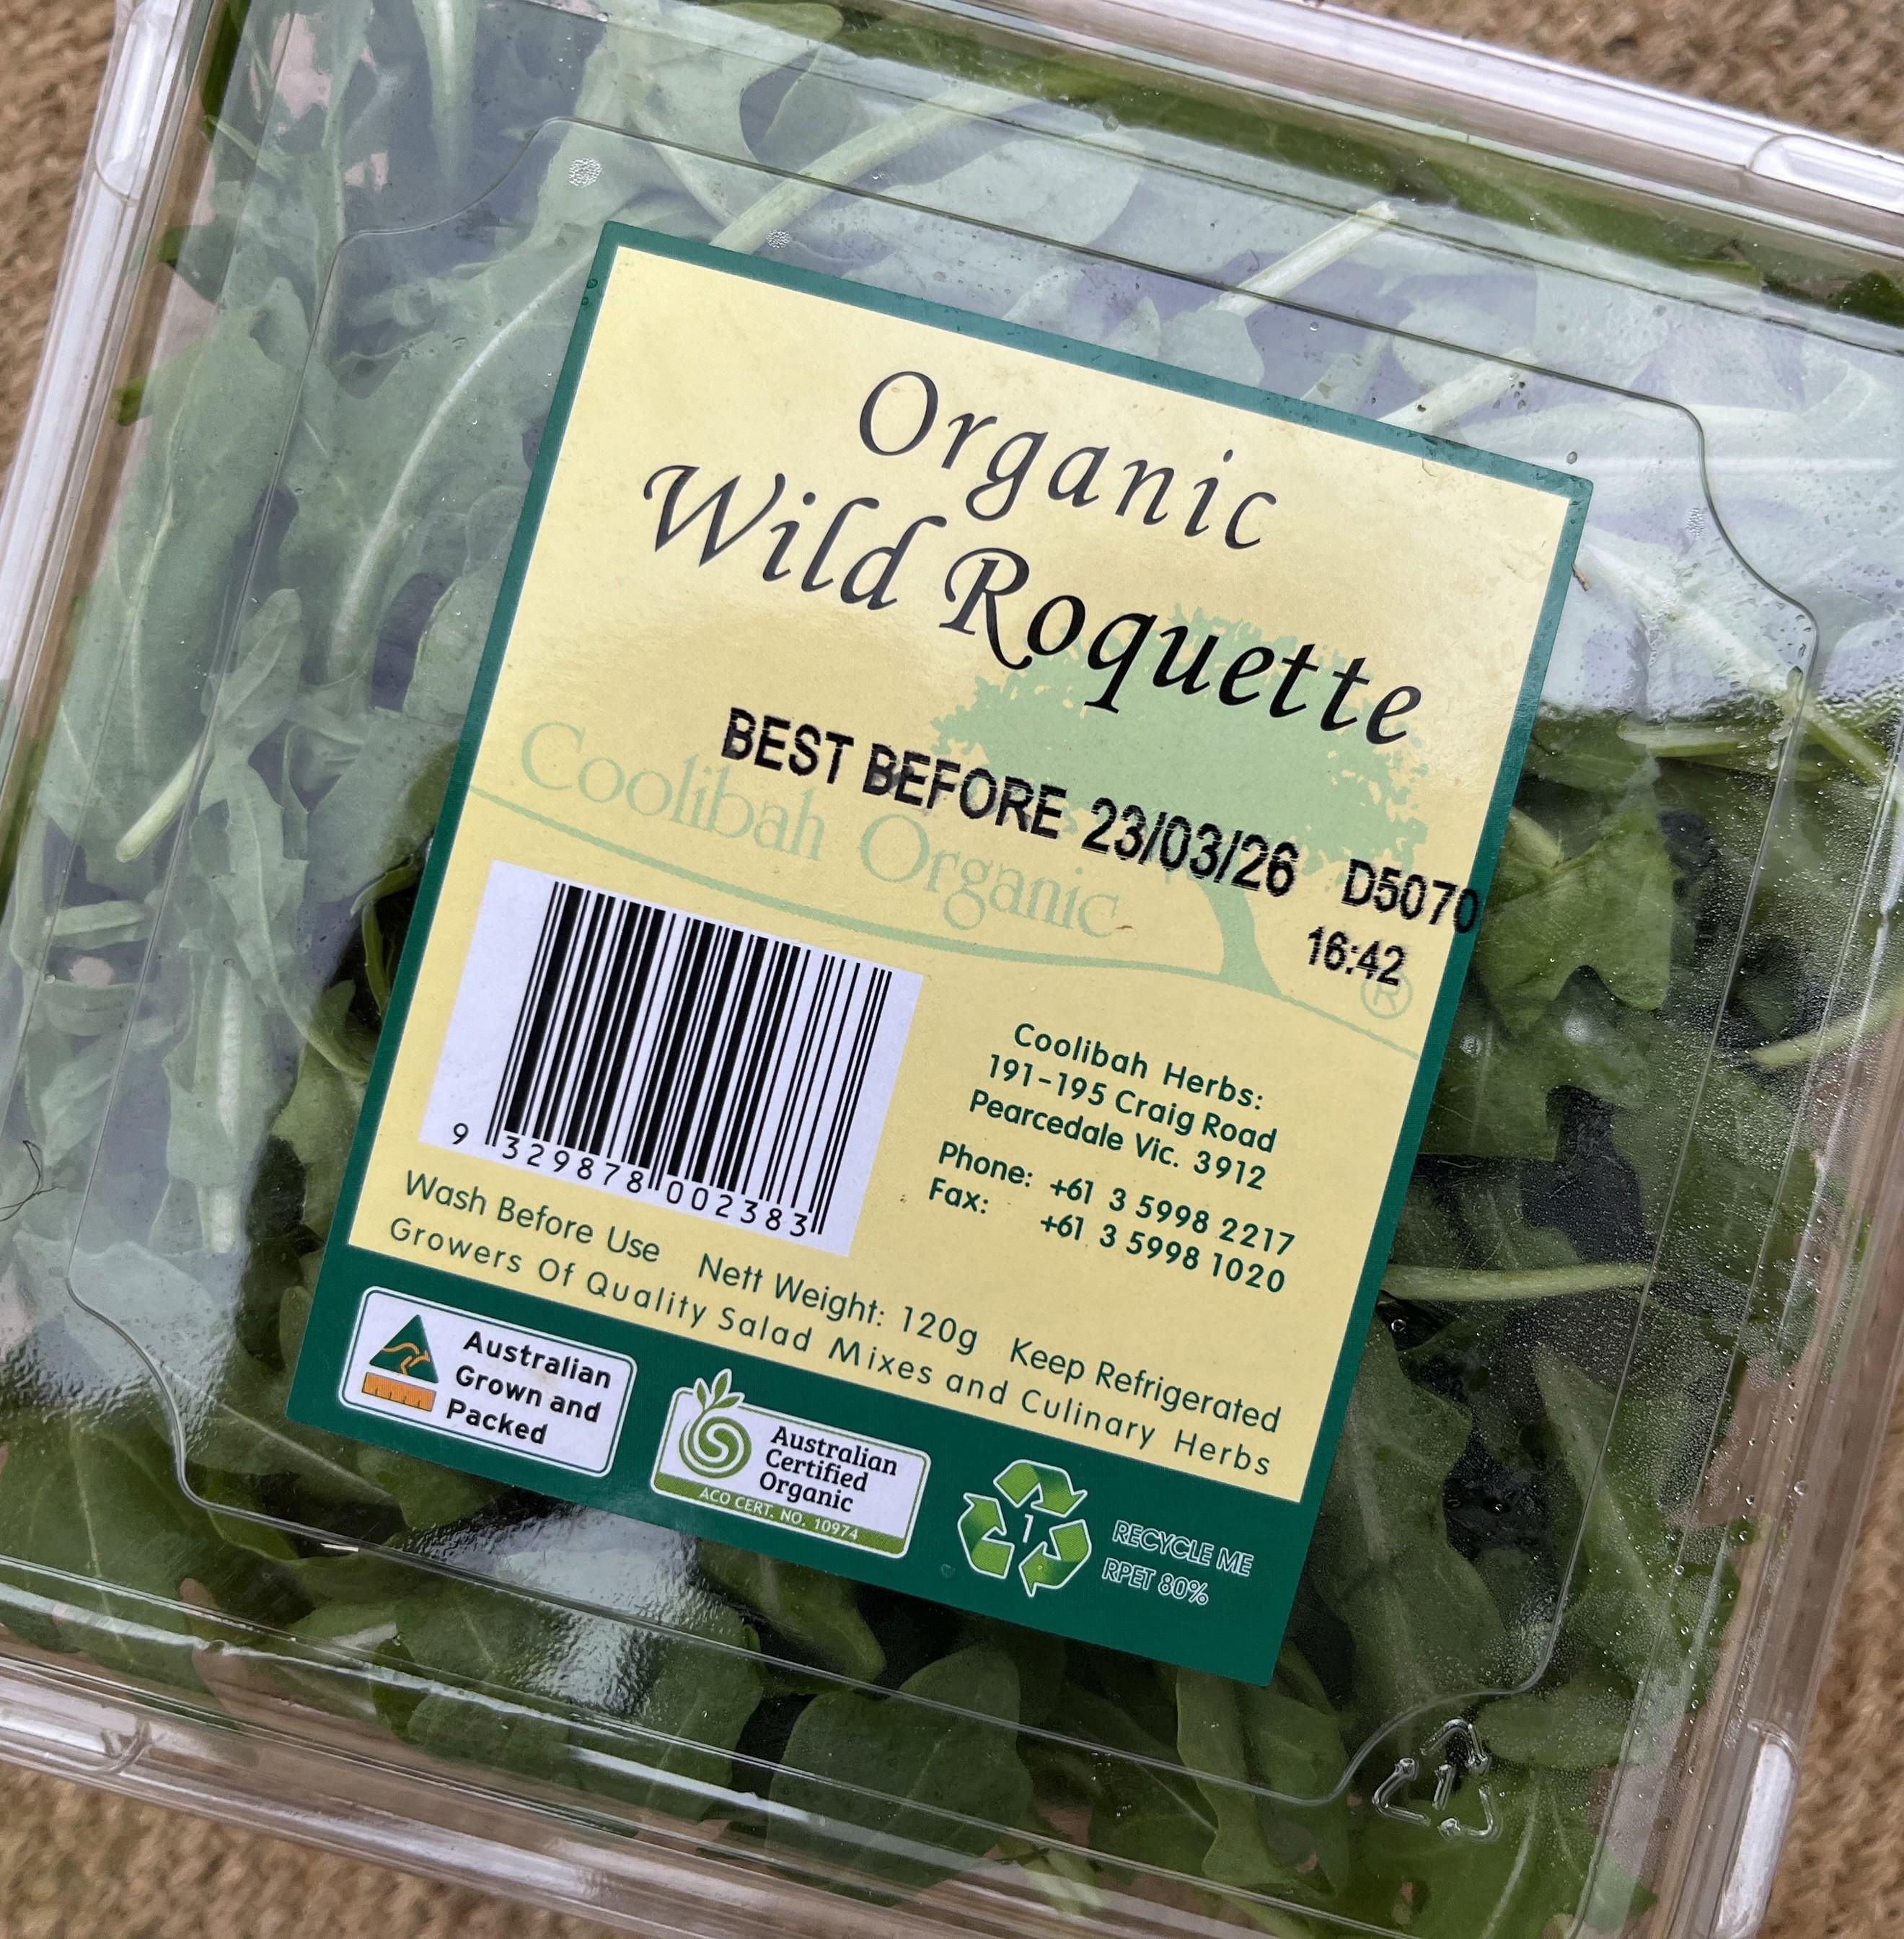 Organic
Wild Roquette
BEST BEFORE 23/03/26 D5070
16:42
Coolibah Organic
®
Coolibah Herbs:
191-195 Craig Road
Pearcedale Vic. 3912
Phone: +61 3 5998 2217
Fax: +61 3 5998 1020
9 329878 002383
Wash Before Use Nett Weight: 120g Keep Refrigerated
Growers Of Quality Salad Mixes and Culinary Herbs
Australian
Grown and
Packed
Australian
Certified
Organic
ACO CERT. NO. 10974
1
RECYCLE ME
RPET 80%
1